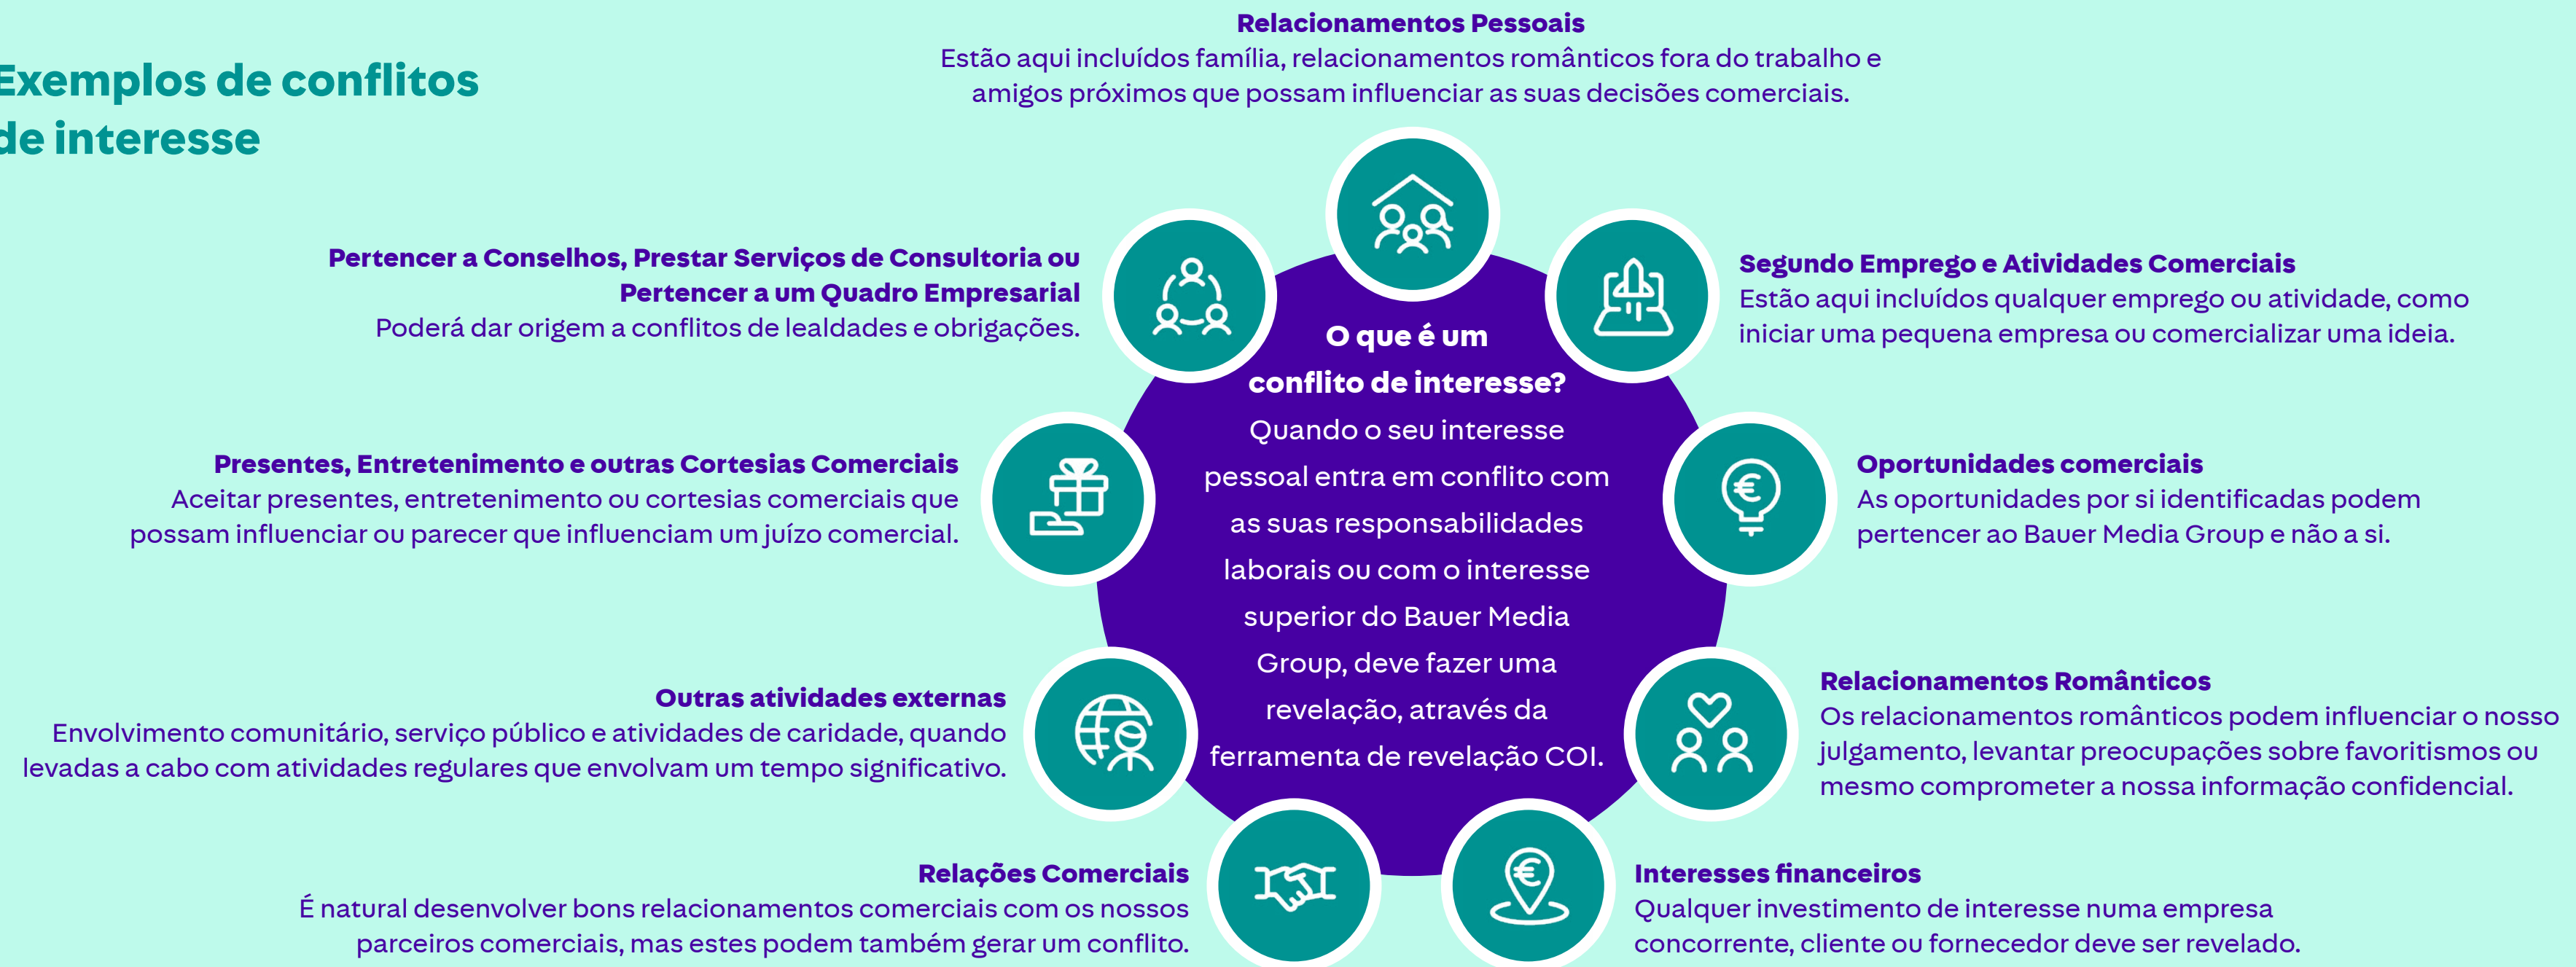 Exemplos de conflitos
de interesse
Relacionamentos Pessoais
Estão aqui incluídos família, relacionamentos românticos fora do trabalho e
amigos próximos que possam influenciar as suas decisões comerciais.
Pertencer a Conselhos, Prestar Serviços de Consultoria ou
Pertencer a um Quadro Empresarial
Poderá dar origem a conflitos de lealdades e obrigações.
Segundo Emprego e Atividades Comerciais
Estão aqui incluídos qualquer emprego ou atividade, como
iniciar uma pequena empresa ou comercializar uma ideia.
O que é um
conflito de interesse?
Quando o seu interesse
pessoal entra em conflito com
as suas responsabilidades
laborais ou com o interesse
superior do Bauer Media
Group, deve fazer uma
revelação, através da
ferramenta de revelação COI.
Presentes, Entretenimento e outras Cortesias Comerciais
Aceitar presentes, entretenimento ou cortesias comerciais que
possam influenciar ou parecer que influenciam um juízo comercial.
Oportunidades comerciais
As oportunidades por si identificadas podem
pertencer ao Bauer Media Group e não a si.
Outras atividades externas
Envolvimento comunitário, serviço público e atividades de caridade, quando
levadas a cabo com atividades regulares que envolvam um tempo significativo.
Relacionamentos Românticos
Os relacionamentos românticos podem influenciar o nosso
julgamento, levantar preocupações sobre favoritismos ou
mesmo comprometer a nossa informação confidencial.
Relações Comerciais
É natural desenvolver bons relacionamentos comerciais com os nossos
parceiros comerciais, mas estes podem também gerar um conflito.
Interesses financeiros
Qualquer investimento de interesse numa empresa
concorrente, cliente ou fornecedor deve ser revelado.